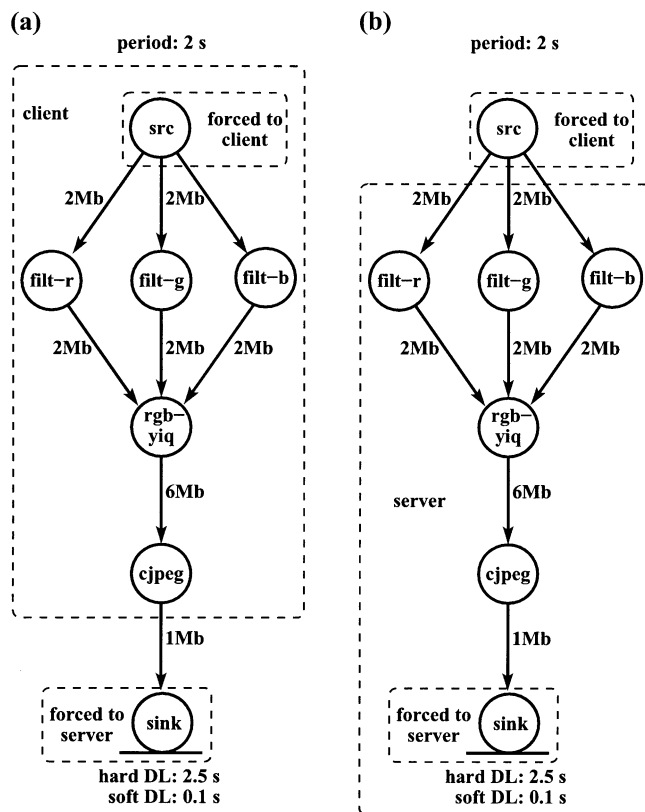 (a)
period: 2 s
client
src
forced to
client
2Mb
2Mb
2Mb
filt-r
filt-g
filt-b
2Mb
2Mb
2Mb
rgb-
yiq
6Mb
cjpeg
1Mb
forced to
server
sink
hard DL: 2.5 s
soft DL: 0.1 s
(b)
period: 2 s
src
forced to
client
2Mb
2Mb
2Mb
filt-r
filt-g
filt-b
2Mb
2Mb
2Mb
rgb-
yiq
server
6Mb
cjpeg
1Mb
forced to
server
sink
hard DL: 2.5 s
soft DL: 0.1 s